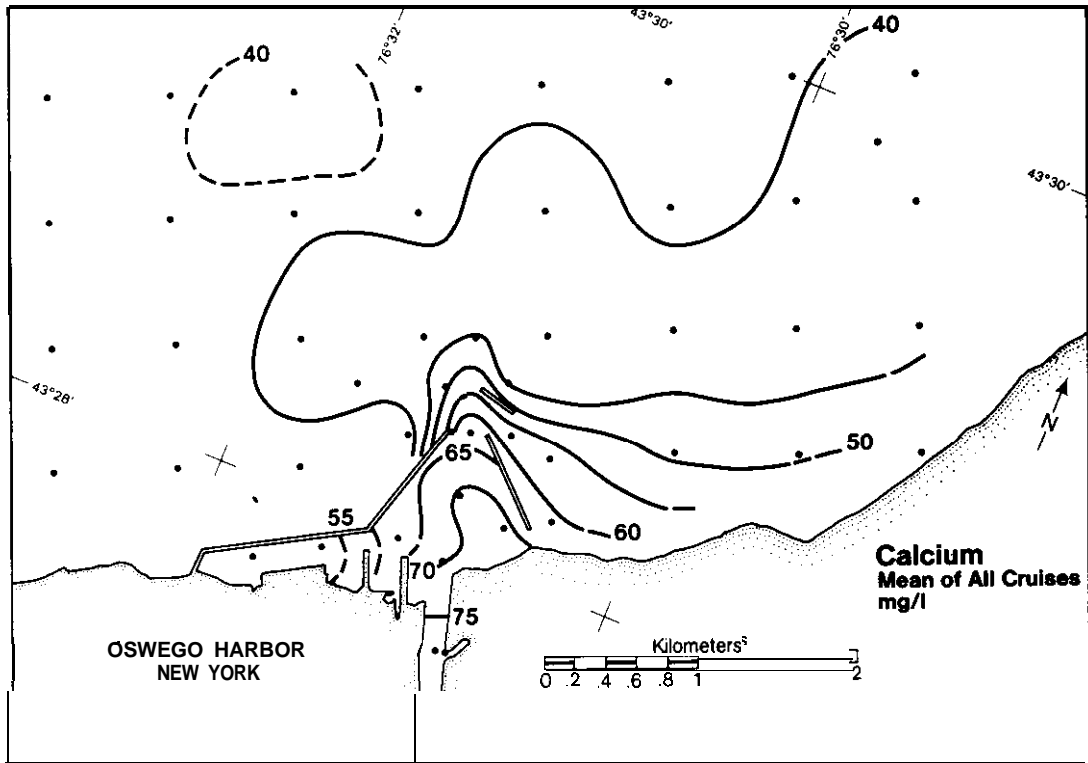 76°32'
43°30'
76°30'
40
40
43°30'
43°28'
N
65
50
55
60
70
Calcium
Mean of All Cruises
mg/l
75
OSWEGO HARBOR
NEW YORK
Kilometers
0 .2 .4 .6 .8 1 2